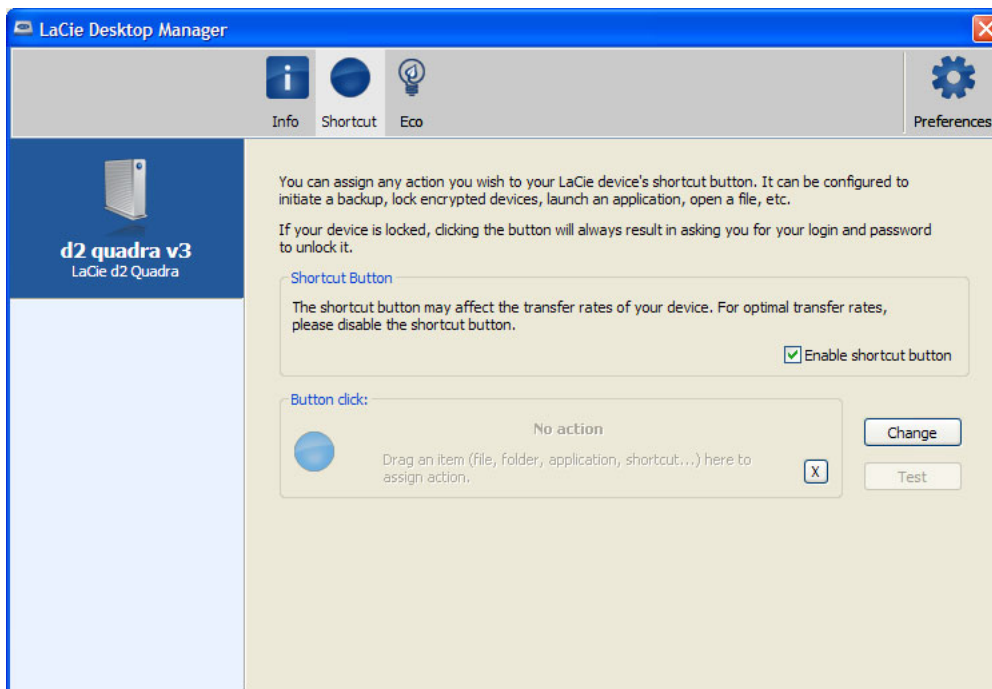 LaCie Desktop Manager
Info Shortcut Eco Preferences
d2 quadra v3
LaCie d2 Quadra
You can assign any action you wish to your LaCie device's shortcut button. It can be configured to
initiate a backup, lock encrypted devices, launch an application, open a file, etc.
If your device is locked, clicking the button will always result in asking you for your login and password
to unlock it.
Shortcut Button
The shortcut button may affect the transfer rates of your device. For optimal transfer rates,
please disable the shortcut button.
Enable shortcut button
Button click:
No action
Drag an item (file, folder, application, shortcut...) here to
assign action.
X
Change
Test